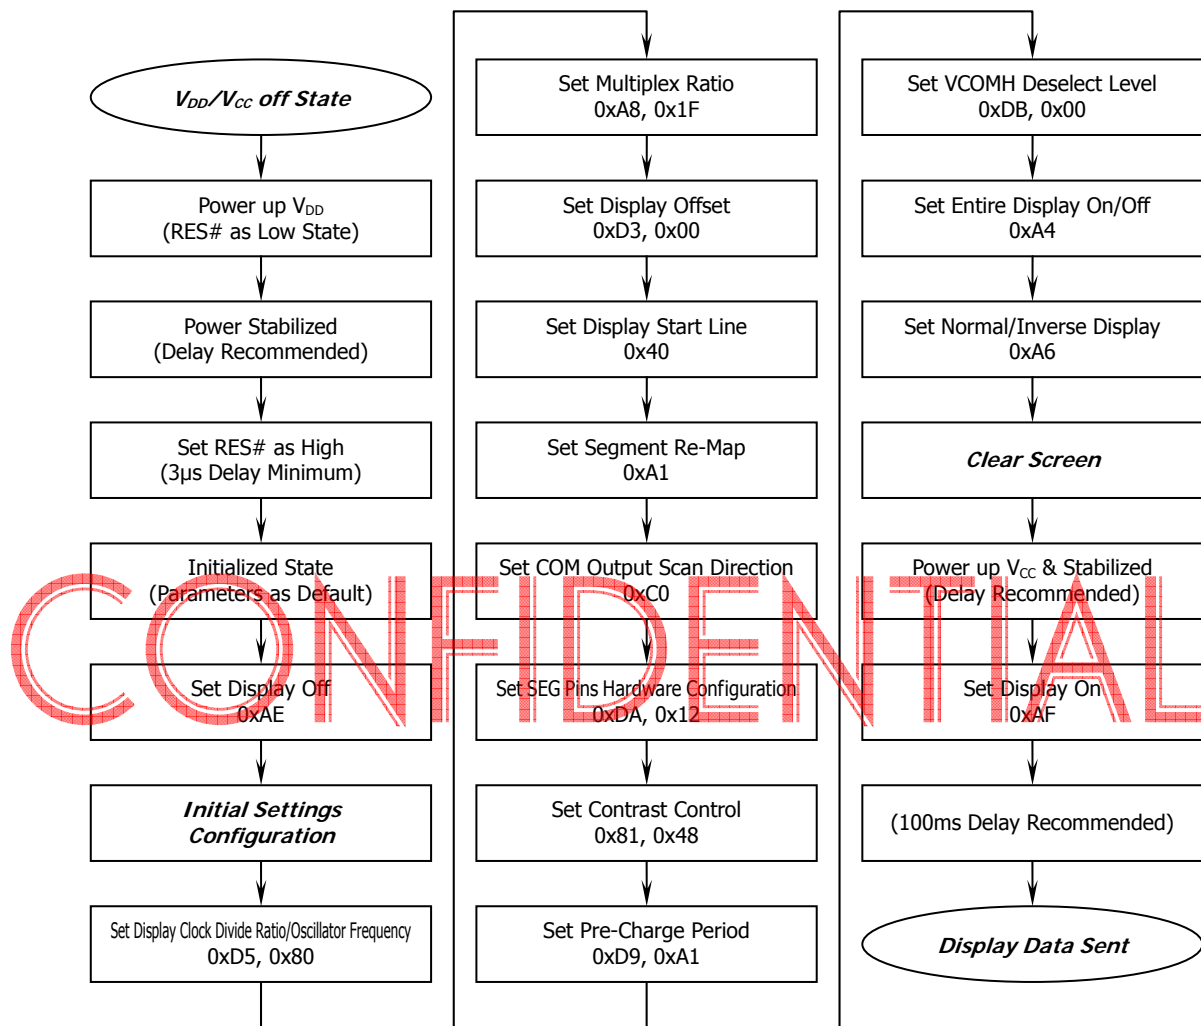 V_DD/V_CC off State
Power up V_DD
(RES# as Low State)
Power Stabilized
(Delay Recommended)
Set RES# as High
(3µs Delay Minimum)
Initialized State
(Parameters as Default)
Set Display Off
0xAE
Initial Settings
Configuration
Set Display Clock Divide Ratio/Oscillator Frequency
0xD5, 0x80
Set Multiplex Ratio
0xA8, 0x1F
Set Display Offset
0xD3, 0x00
Set Display Start Line
0x40
Set Segment Re-Map
0xA1
Set COM Output Scan Direction
0xC0
Set SEG Pins Hardware Configuration
0xDA, 0x12
Set Contrast Control
0x81, 0x48
Set Pre-Charge Period
0xD9, 0xA1
Set VCOMH Deselect Level
0xDB, 0x00
Set Entire Display On/Off
0xA4
Set Normal/Inverse Display
0xA6
Clear Screen
Power up V_CC & Stabilized
(Delay Recommended)
Set Display On
0xAF
(100ms Delay Recommended)
Display Data Sent
CONFIDENTIAL